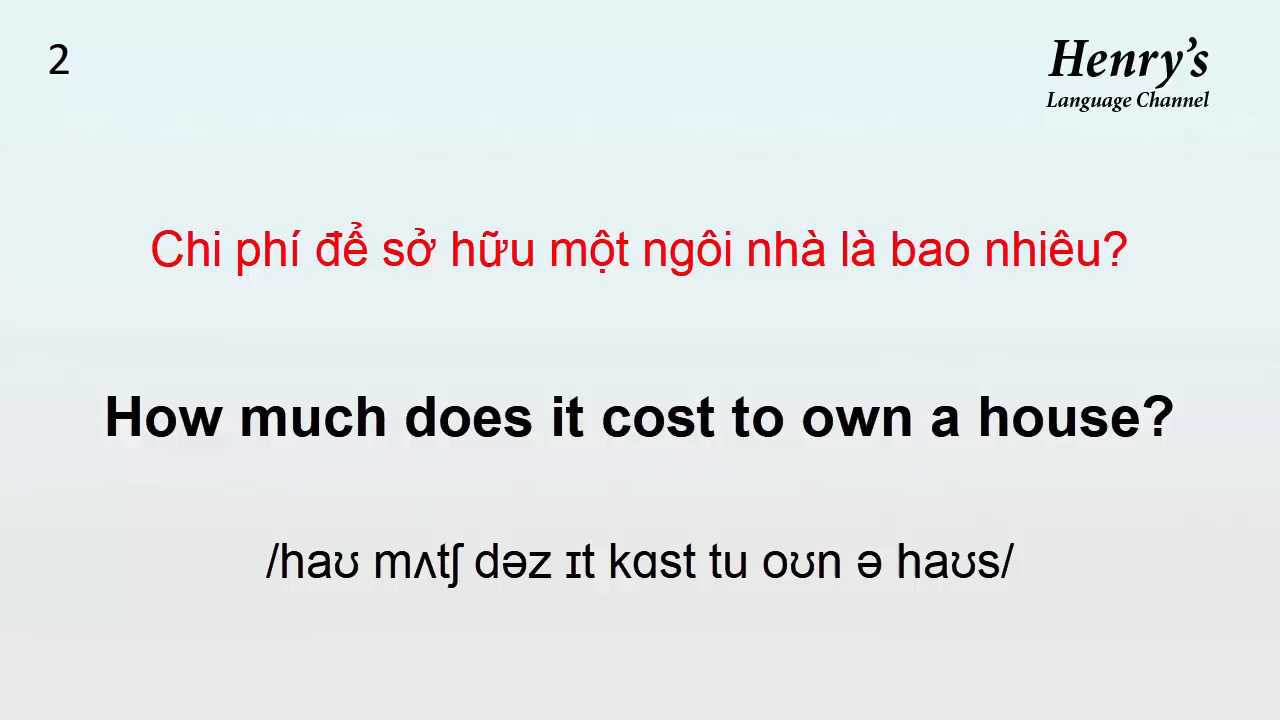 2
Henry's
Language Channel
Chi phí để sở hữu một ngôi nhà là bao nhiêu?
How much does it cost to own a house?
/haʊ mʌtʃ dəz ɪt kɑst tu oʊn ə haʊs/